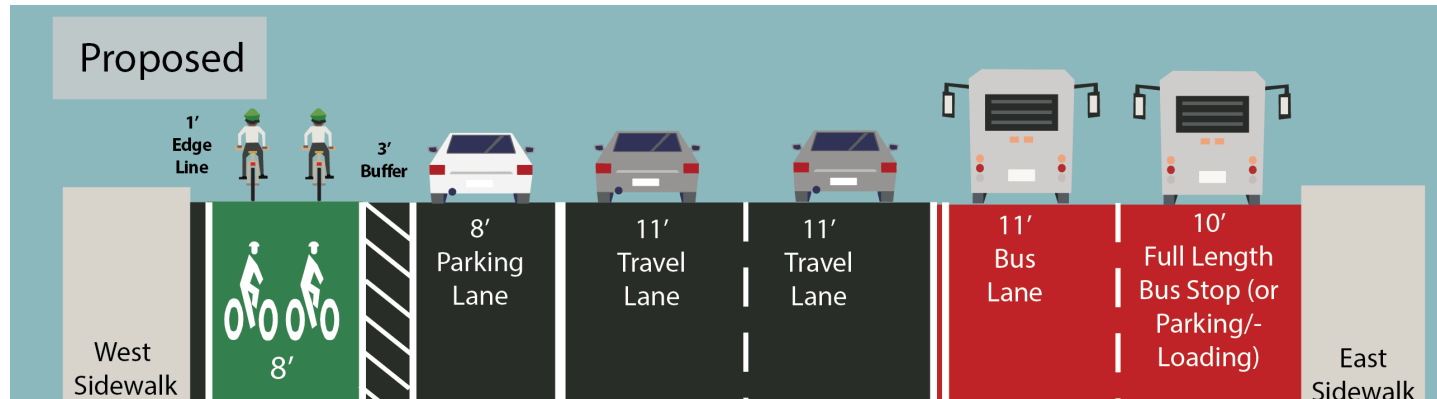 Proposed
1’
Edge
Line
3’
Buffer
West
Sidewalk
8’
8’
Parking
Lane
11’
Travel
Lane
11’
Travel
Lane
11’
Bus
Lane
10’
Full Length
Bus Stop (or
Parking/-
Loading)
East
Sidewalk